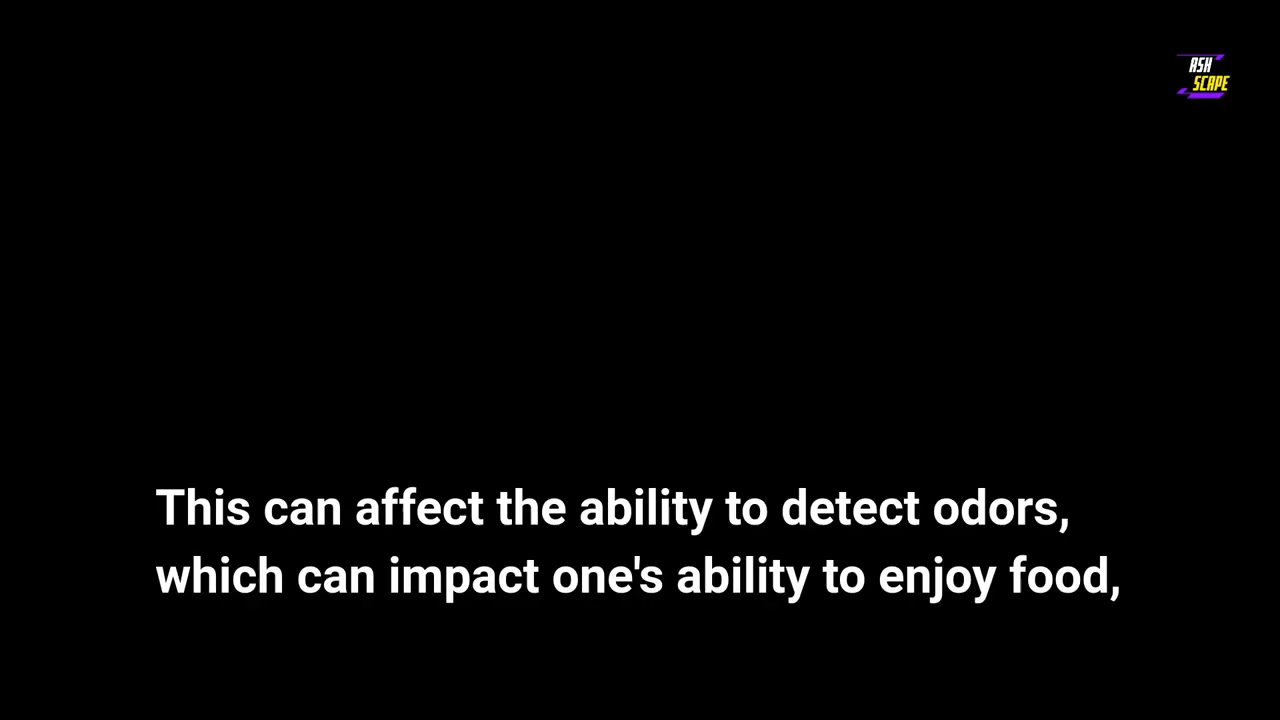 ASH
SCAPE
This can affect the ability to detect odors,
which can impact one's ability to enjoy food,